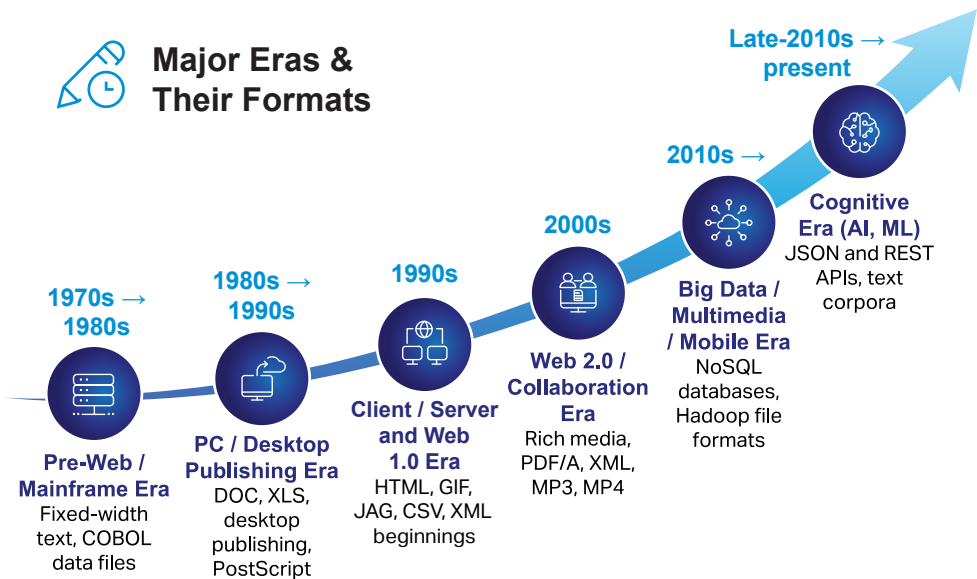 Major Eras &
Their Formats
1970s →
1980s
Pre-Web /
Mainframe Era
Fixed-width
text, COBOL
data files
1980s →
1990s
PC / Desktop
Publishing Era
DOC, XLS,
desktop
publishing,
PostScript
1990s
Client / Server
and Web
1.0 Era
HTML, GIF,
JAG, CSV, XML
beginnings
2000s
Web 2.0 /
Collaboration
Era
Rich media,
PDF/A, XML,
MP3, MP4
2010s →
Big Data /
Multimedia
/ Mobile Era
NoSQL
databases,
Hadoop file
formats
Late-2010s →
present
Cognitive
Era (AI, ML)
JSON and REST
APIs, text
corpora